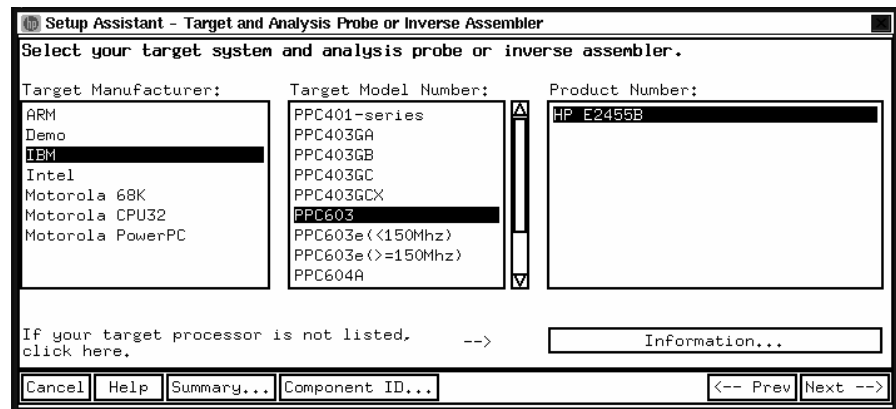 hp Setup Assistant - Target and Analysis Probe or Inverse Assembler
Select your target system and analysis probe or inverse assembler.
Target Manufacturer:
ARM
Demo
IBM
Intel
Motorola 68K
Motorola CPU32
Motorola PowerPC
Target Model Number:
PPC401-series
PPC403GA
PPC403GB
PPC403GC
PPC403GCX
PPC603
PPC603e(<150Mhz)
PPC603e(>=150Mhz)
PPC604A
Product Number:
HP E2455B
If your target processor is not listed,
click here.
-->
Information...
Cancel Help Summary... Component ID... <-- Prev Next -->